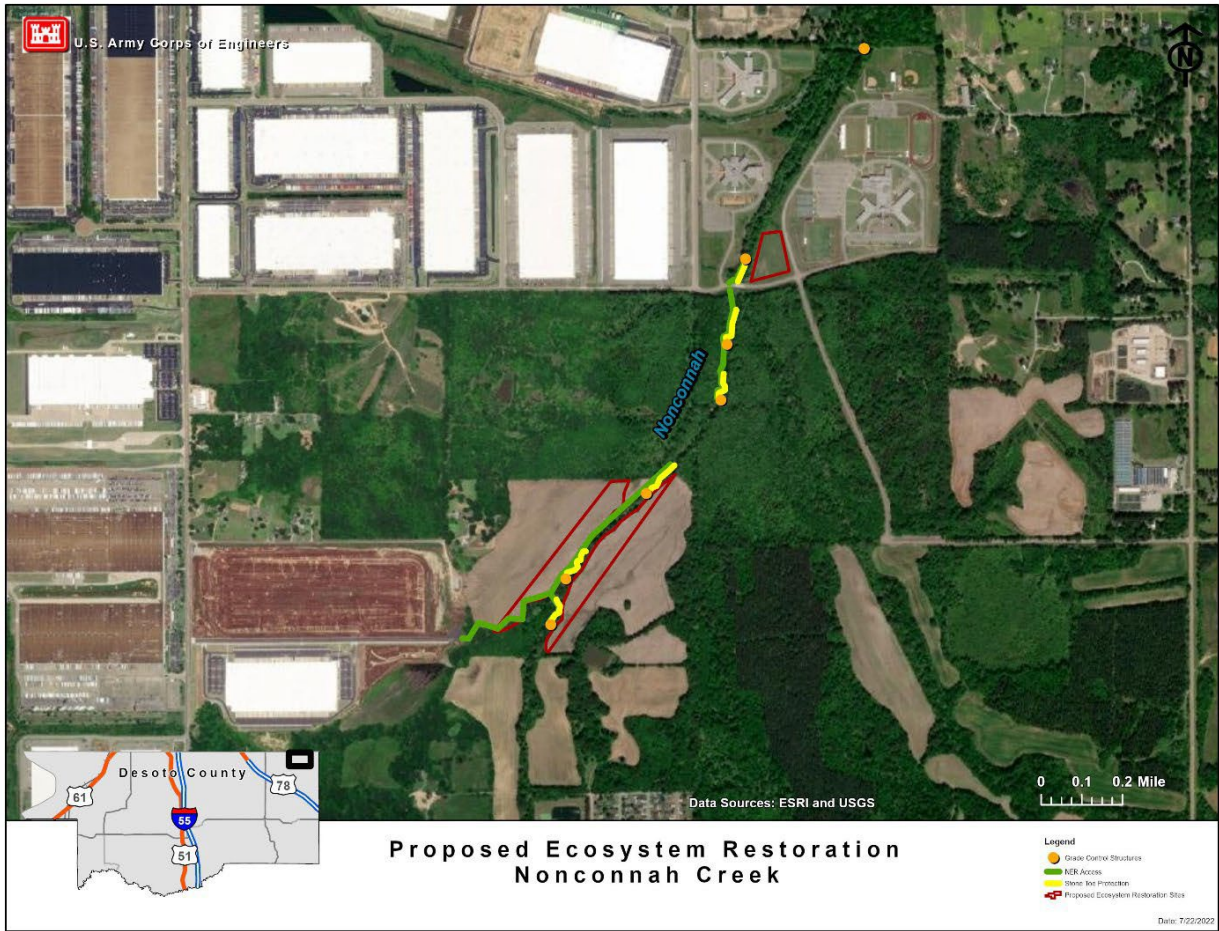 U.S. Army Corps of Engineers
N
Nonconnah
Desoto County
61
78
55
51
Data Sources: ESRI and USGS
0 0.1 0.2 Mile
Proposed Ecosystem Restoration
Nonconnah Creek
Legend
Grade Control Structures
NER Access
Stone Toe Protection
Proposed Ecosystem Restoration Sites
Date: 7/22/2022